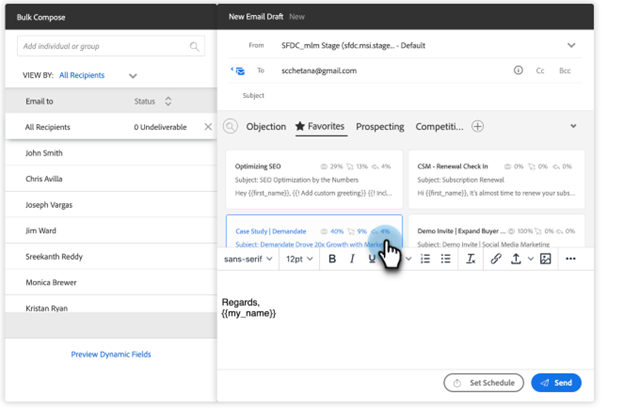 Bulk Compose
Add individual or group
VIEW BY: All Recipients
Email to Status
All Recipients 0 Undeliverable
John Smith
Chris Avilla
Joseph Vargas
Jim Ward
Sreekanth Reddy
Monica Brewer
Kristan Ryan
Preview Dynamic Fields
New Email Draft New
From SFDC_mlm Stage (sfdc.msi.stage... - Default
To scchetana@gmail.com Cc Bcc
Subject
Objection Favorites Prospecting Competiti...
Optimizing SEO 29% 13% 4%
Subject: SEO Optimization by the Numbers
Hey {{first_name}}, {{! Add custom greeting}} {{! Incl...
CSM - Renewal Check In 0% 0% 0%
Subject: Subscription Renewal
Hi {{first_name}}, It's almost time to renew your subs...
Case Study | Demandate 40% 9% 4%
Subject: Demandate Drove 20x Growth with
Demo Invite | Expand Buyer ... 100% 0% 0%
Subject: Demo Invite | Social Media Marketing
sans-serif 12pt B I U
Regards,
{{my_name}}
Set Schedule Send